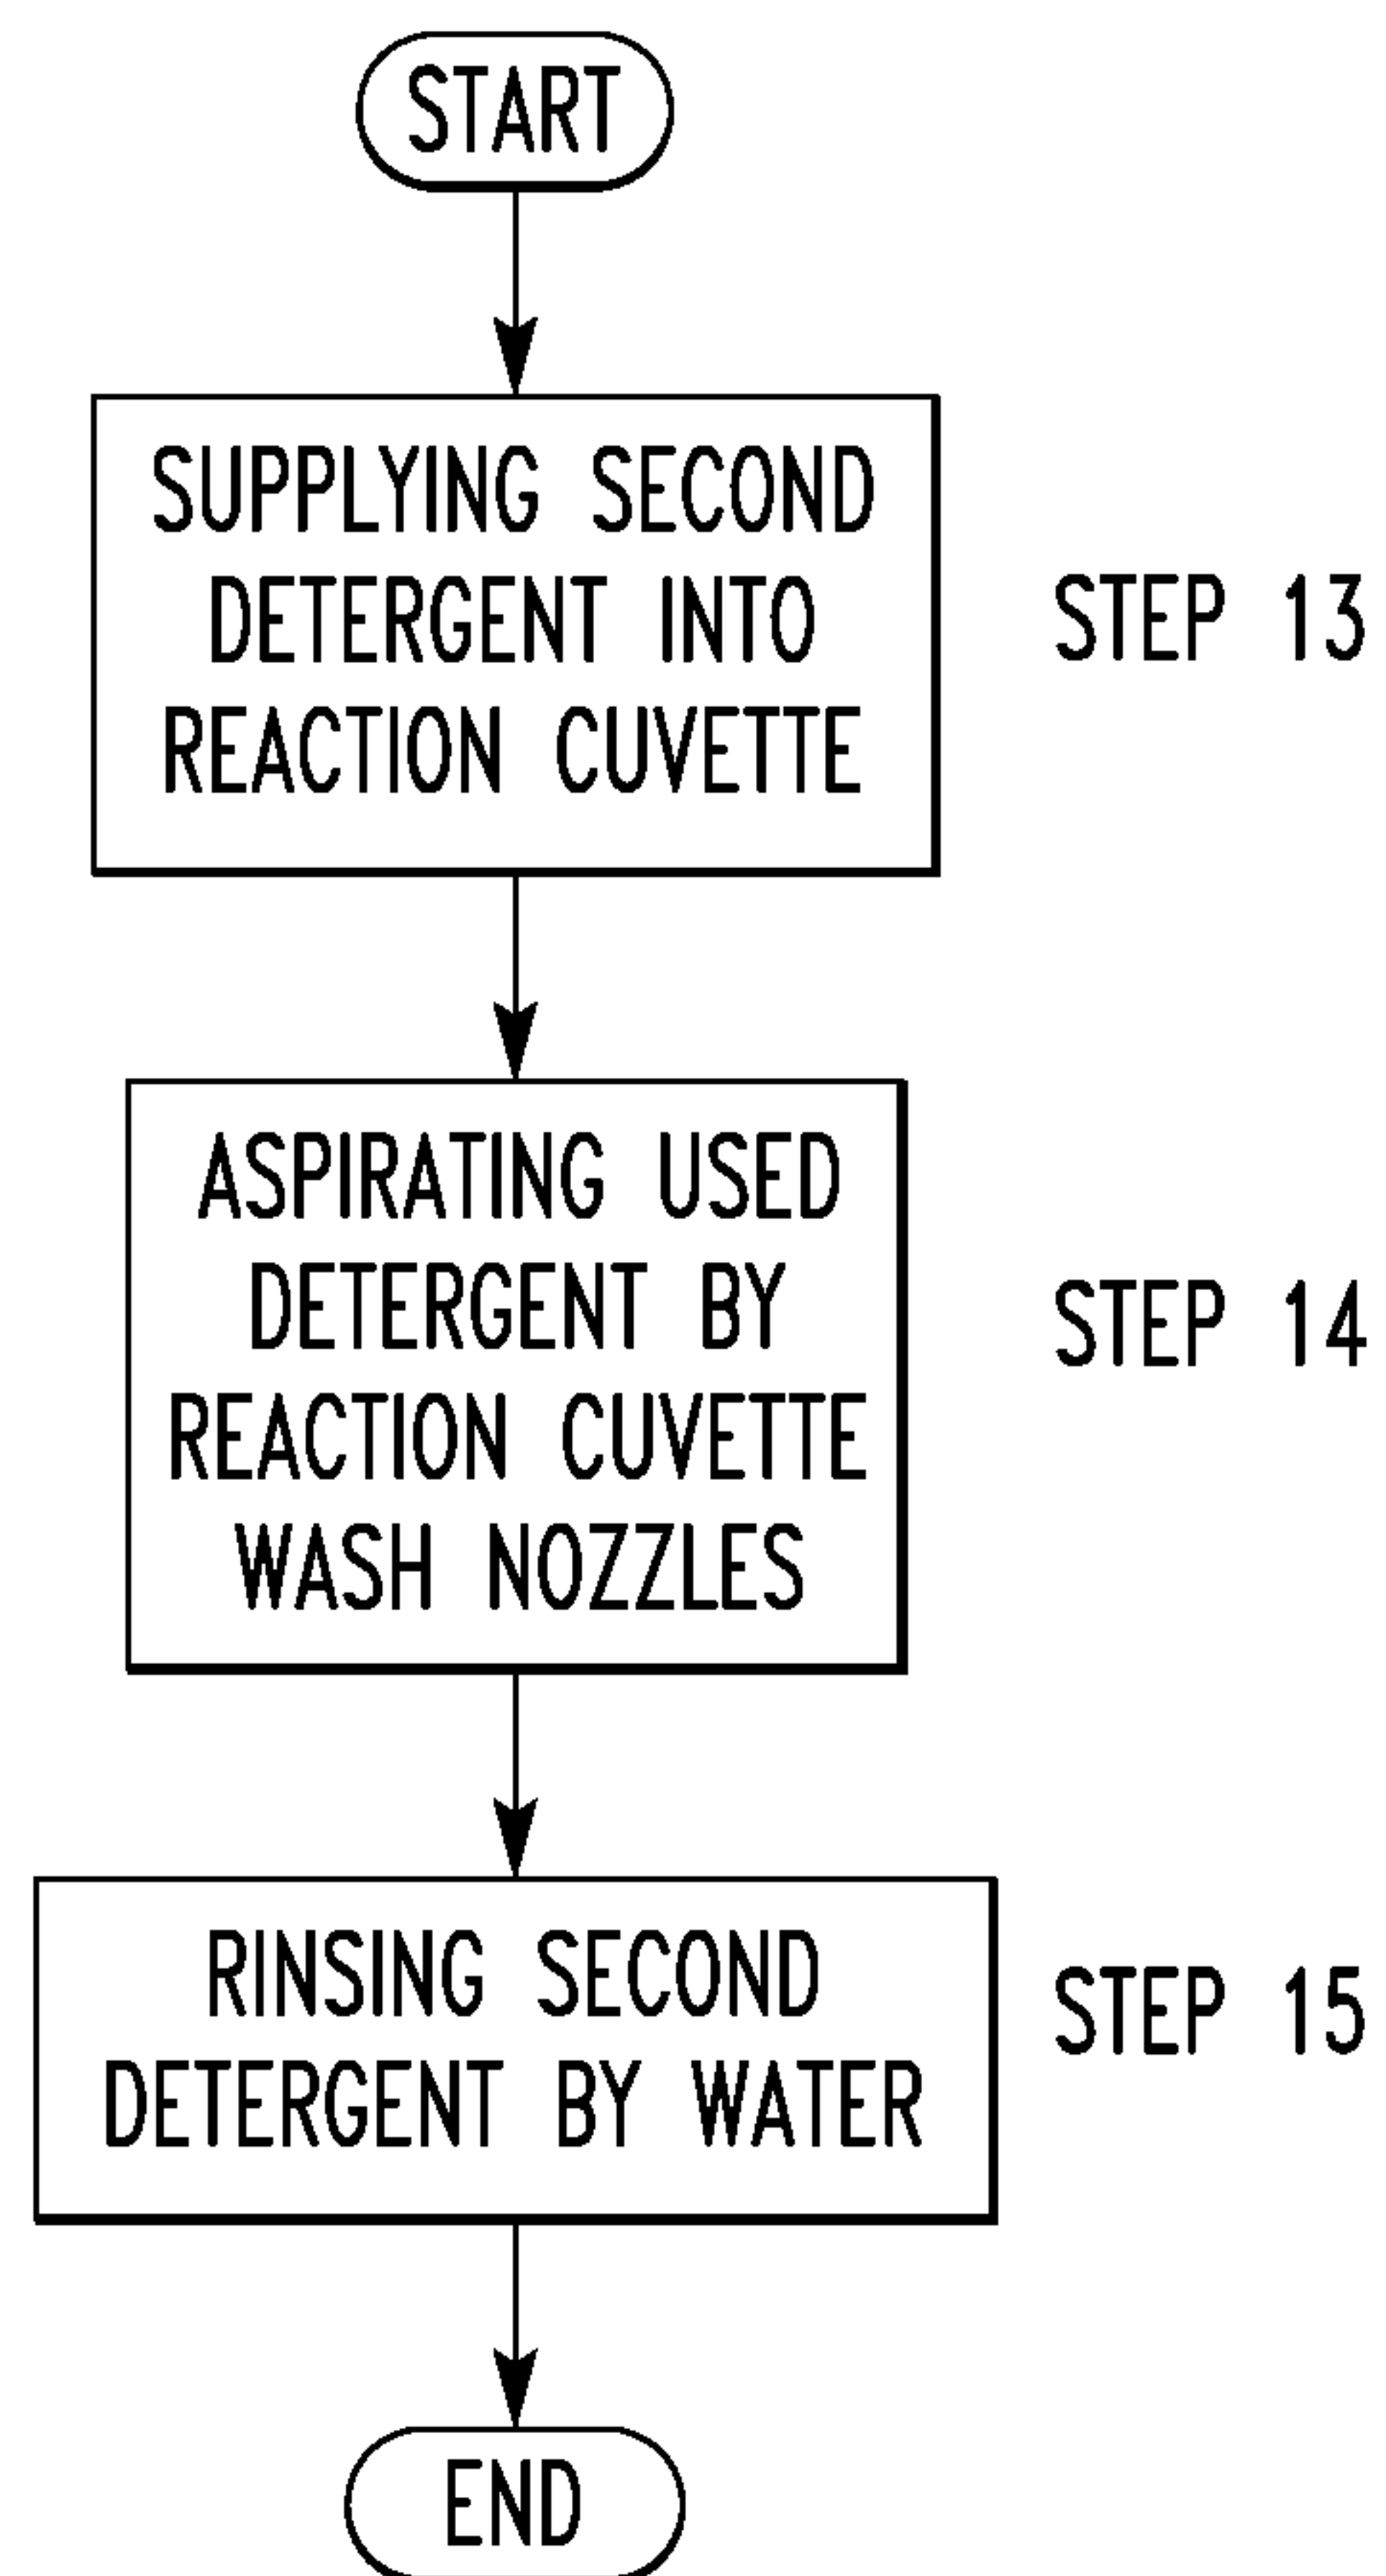 START
SUPPLYING SECOND
DETERGENT INTO
REACTION CUVETTE
STEP 13
ASPIRATING USED
DETERGENT BY
REACTION CUVETTE
WASH NOZZLES
STEP 14
RINSING SECOND
DETERGENT BY WATER
STEP 15
END